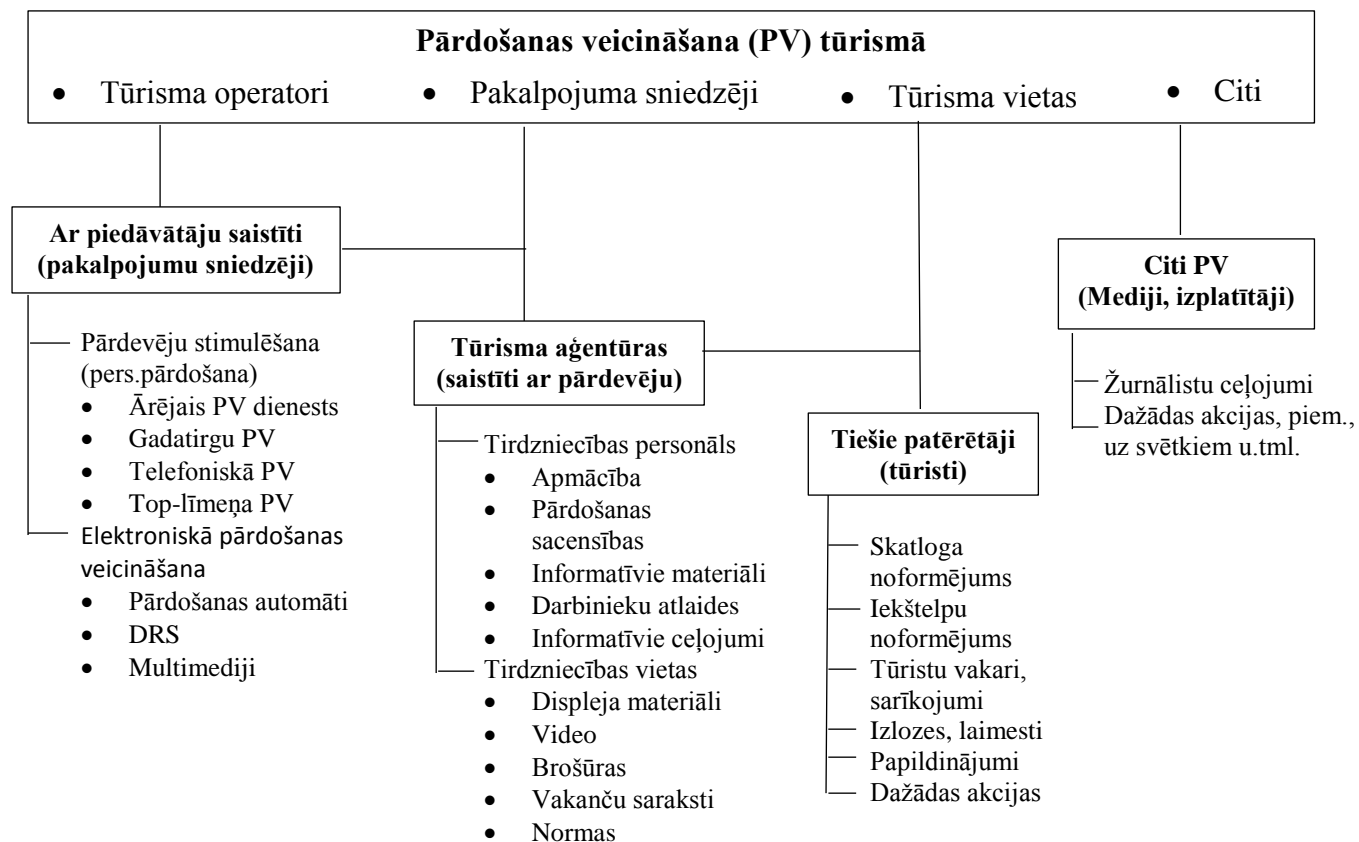 Pārdošanas veicināšana (PV) tūrismā
• Tūrisma operatori
• Pakalpojuma sniedzēji
• Tūrisma vietas
• Citi
Ar piedāvātāju saistīti
(pakalpojumu sniedzēji)
Pārdevēju stimulēšana
(pers.pārdošana)
• Ārējais PV dienests
• Gadatirgu PV
• Telefoniskā PV
• Top-līmeņa PV
Elektroniskā pārdošanas
veicināšana
• Pārdošanas automāti
• DRS
• Multimediji
Tūrisma aģentūras
(saistīti ar pārdevēju)
Tirdzniecības personāls
• Apmācība
• Pārdošanas
sacensības
• Informatīvie materiāli
• Darbinieku atlaides
• Informatīvie ceļojumi
Tirdzniecības vietas
• Displeja materiāli
• Video
• Brošūras
• Vakanču saraksti
• Normas
Tiešie patērētāji
(tūristi)
Skatloga
noformējums
Iekštelpu
noformējums
Tūristu vakari,
sarīkojumi
Izlozes, laimesti
Papildinājumi
Dažādas akcijas
Citi PV
(Mediji, izplatītāji)
Žurnālistu ceļojumi
Dažādas akcijas, piem.,
uz svētkiem u.tml.